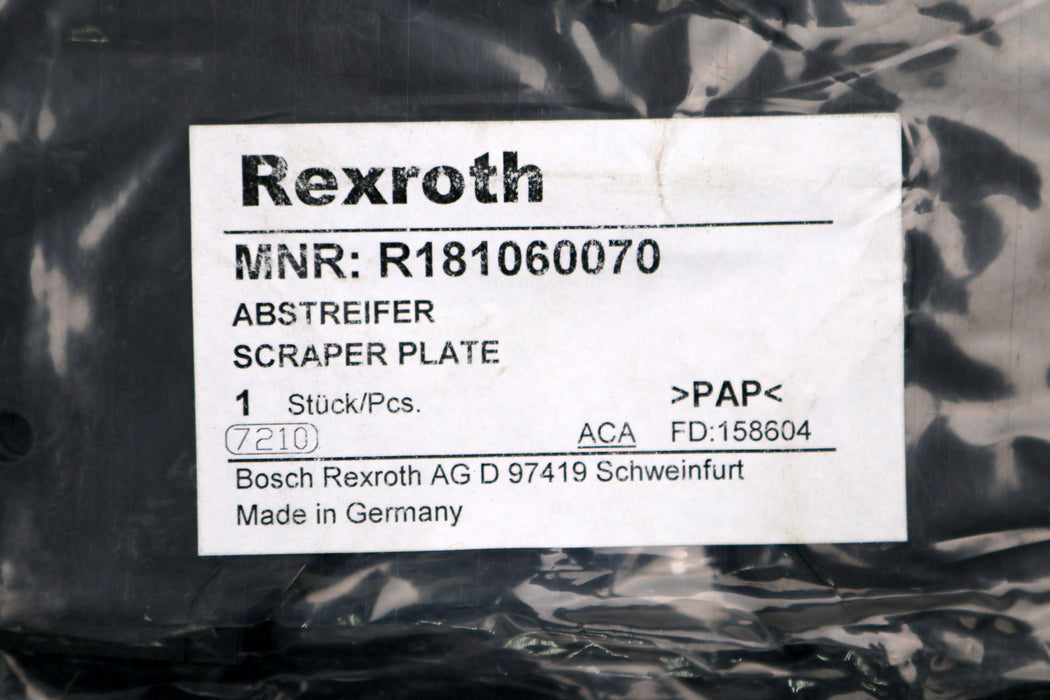 Rexroth
MNR: R181060070
ABSTREIFER
SCRAPER PLATE
1 Stück/Pcs. >PAP<
7210 ACA FD:158604
Bosch Rexroth AG D 97419 Schweinfurt
Made in Germany